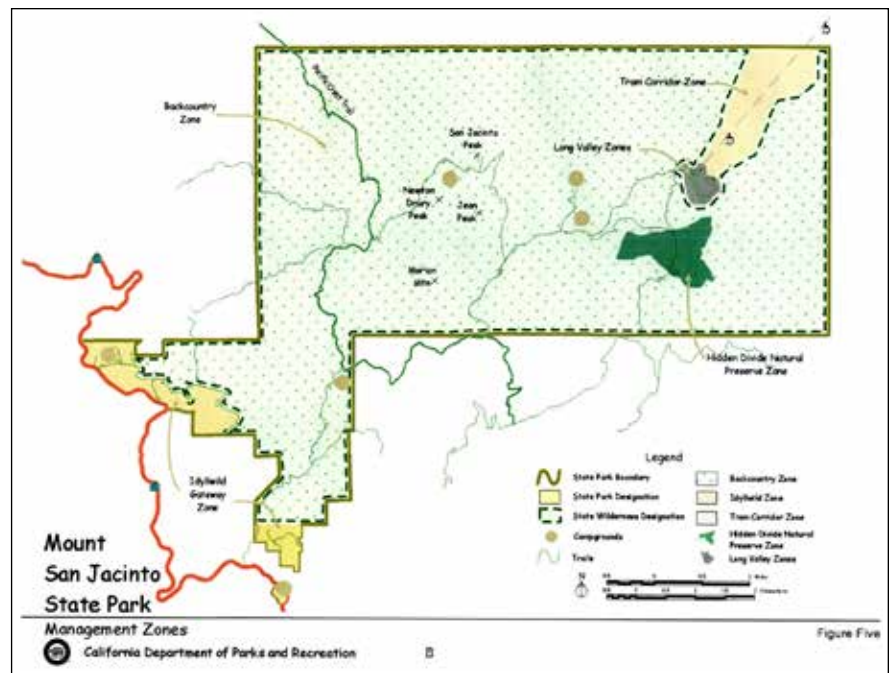 Pacific Crest Trail
Tram Corridor Zone
Backcountry
Zone
San Jacinto
Peak
Long Valley Zones
Newton
Drury
Peak
Jean
Peak
Marion
Mtn
Hidden Divide Natural
Preserve Zone
Idyllwild
Gateway
Zone
Legend
State Park Boundary
State Park Designation
State Wilderness Designation
Campgrounds
Trails
Backcountry Zone
Idyllwild Zone
Tram Corridor Zone
Hidden Divide Natural
Preserve Zone
Long Valley Zones
N
Mount
San Jacinto
State Park
Management Zones
Figure Five
California Department of Parks and Recreation